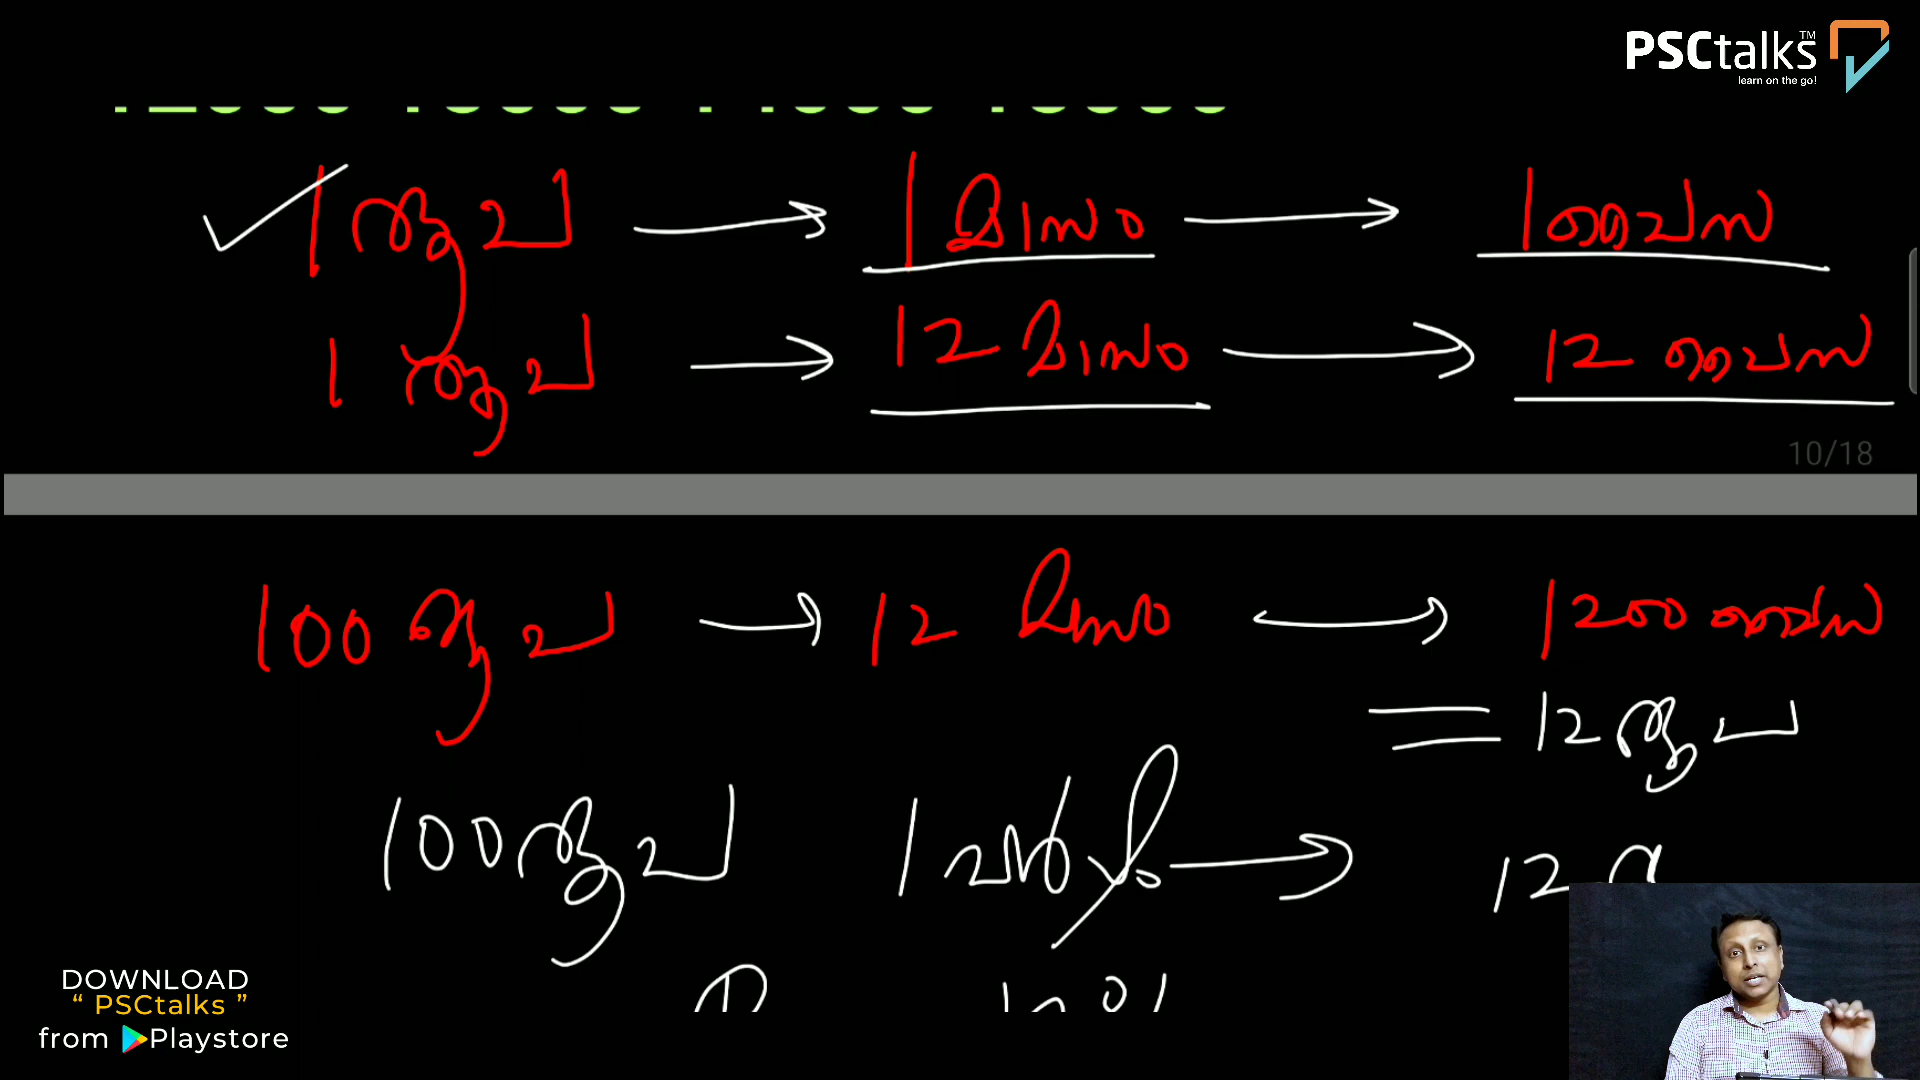 PSCtalks™
learn on the go!
1 രൂപ → 1 മാസം → 1 പൈസ
1 രൂപ → 12 മാസം → 12 പൈസ
10/18
100 രൂപ → 12 മാസം → 1200 പൈസ
= 12 രൂപ
100 രൂപ 1 വർഷം → 12
DOWNLOAD
“ PSCtalks ”
from Playstore